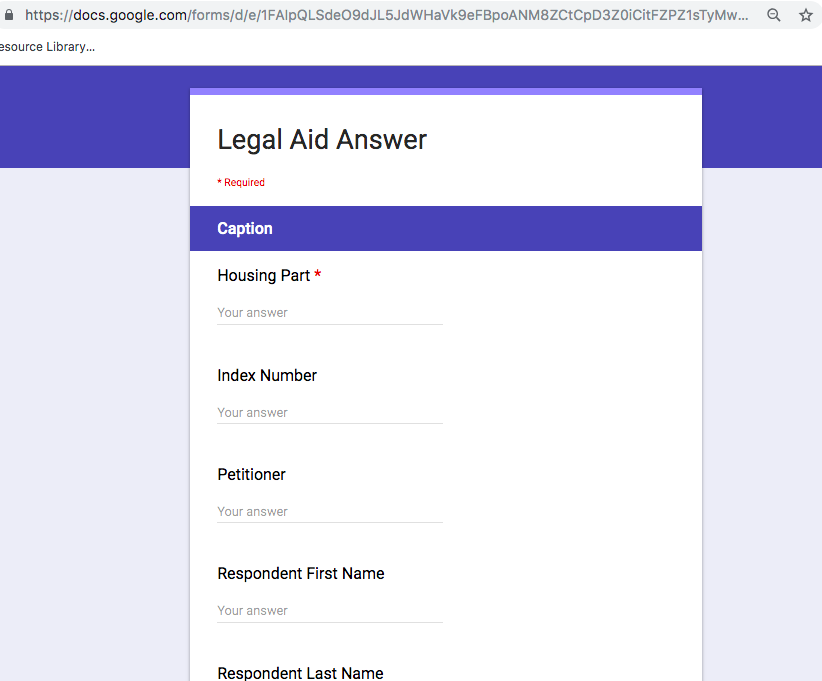 https://docs.google.com/forms/d/e/1FAIpQLSdeO9dJL5JdWHaVk9eFBpoANM8ZCtCpD3Z0iCitFZPZ1sTyMw...
esource Library...
Legal Aid Answer
* Required
Caption
Housing Part *
Your answer
Index Number
Your answer
Petitioner
Your answer
Respondent First Name
Your answer
Respondent Last Name